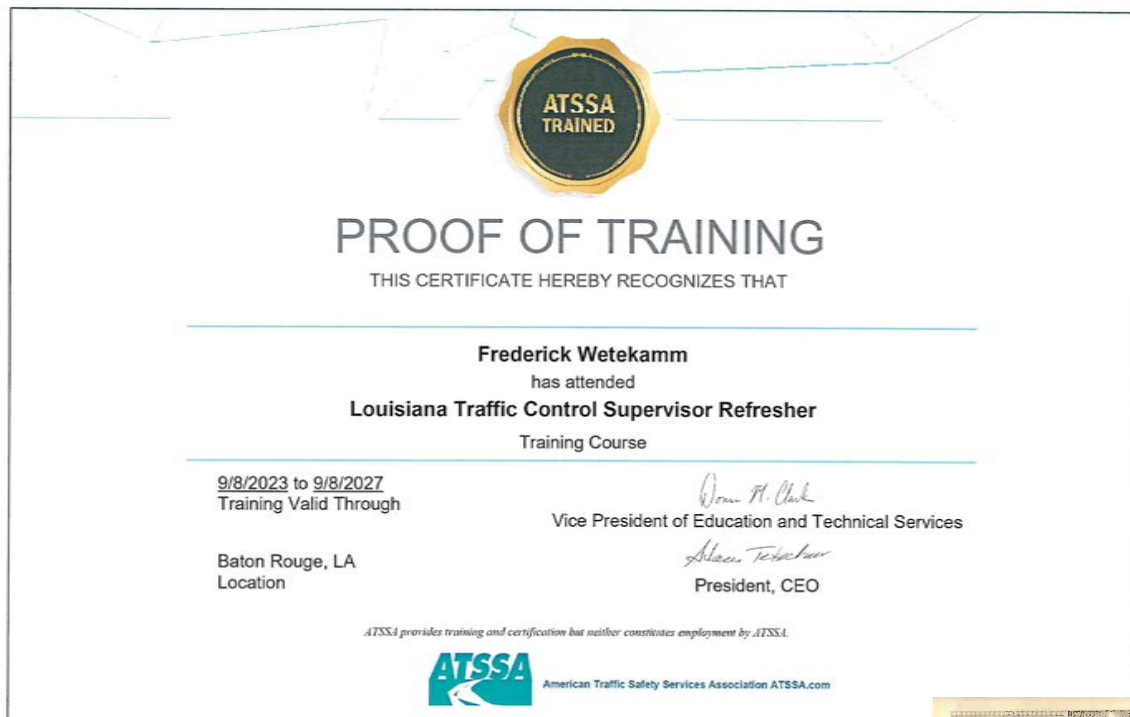 ATSSA
TRAINED
PROOF OF TRAINING
THIS CERTIFICATE HEREBY RECOGNIZES THAT
Frederick Wetekamm
has attended
Louisiana Traffic Control Supervisor Refresher
Training Course
9/8/2023 to 9/8/2027
Training Valid Through
Donna M. Clark
Vice President of Education and Technical Services
Baton Rouge, LA
Location
President, CEO
ATSSA provides training and certification but neither constitutes employment by ATSSA.
ATSSA
American Traffic Safety Services Association ATSSA.com